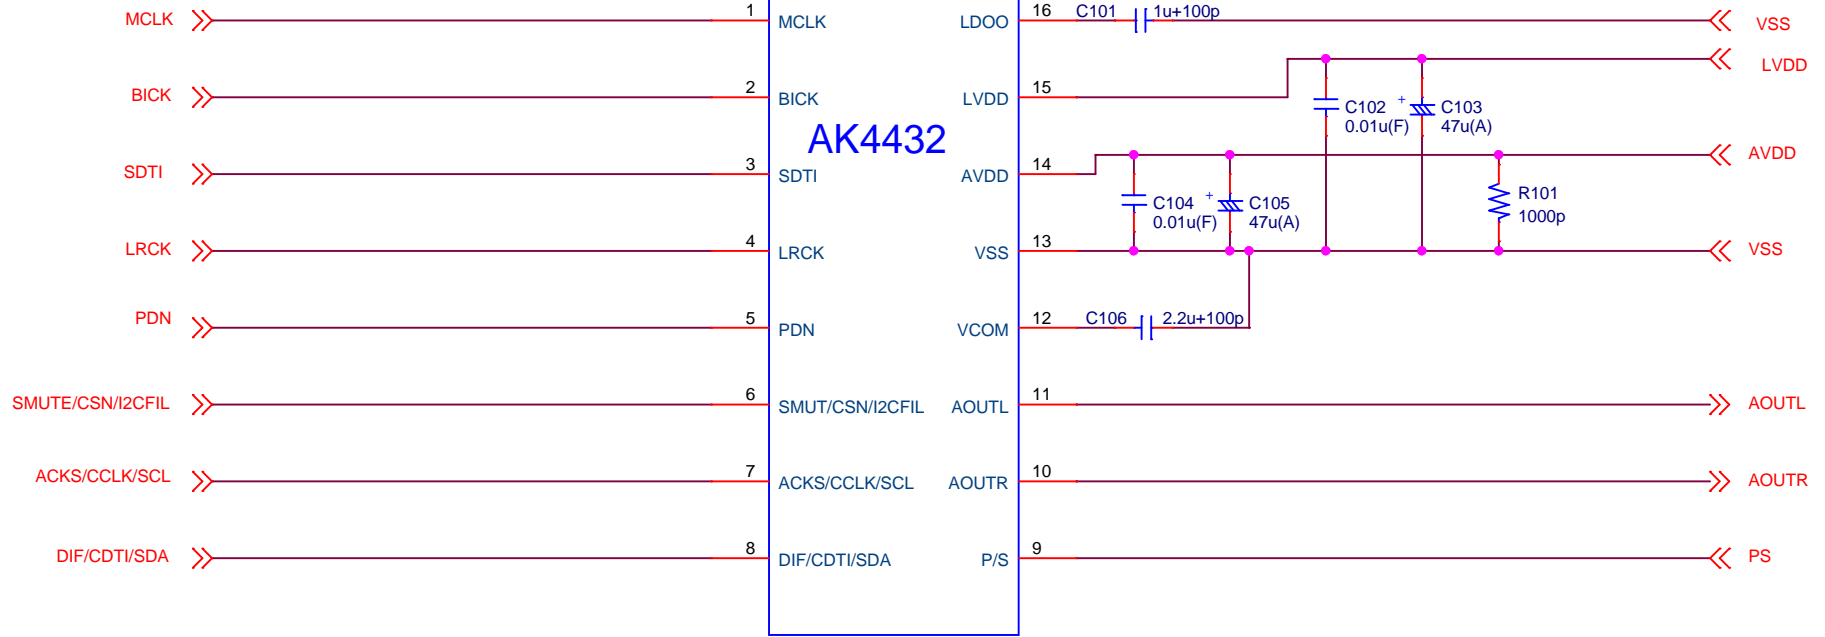 MCLK 1 MCLK LDOO 16 C101 1u+100p VSS
LVDD
BICK 2 BICK LVDD 15 C102 + C103
0.01u(F) 47u(A)
AK4432
SDTI 3 SDTI AVDD 14 AVDD
C104 + C105 R101
0.01u(F) 47u(A) 1000p
LRCK 4 LRCK VSS 13 VSS
PDN 5 PDN VCOM 12 C106 2.2u+100p
SMUTE/CSN/I2CFIL 6 SMUT/CSN/I2CFIL AOUTL 11 AOUTL
ACKS/CCLK/SCL 7 ACKS/CCLK/SCL AOUTR 10 AOUTR
DIF/CDTI/SDA 8 DIF/CDTI/SDA P/S 9 PS